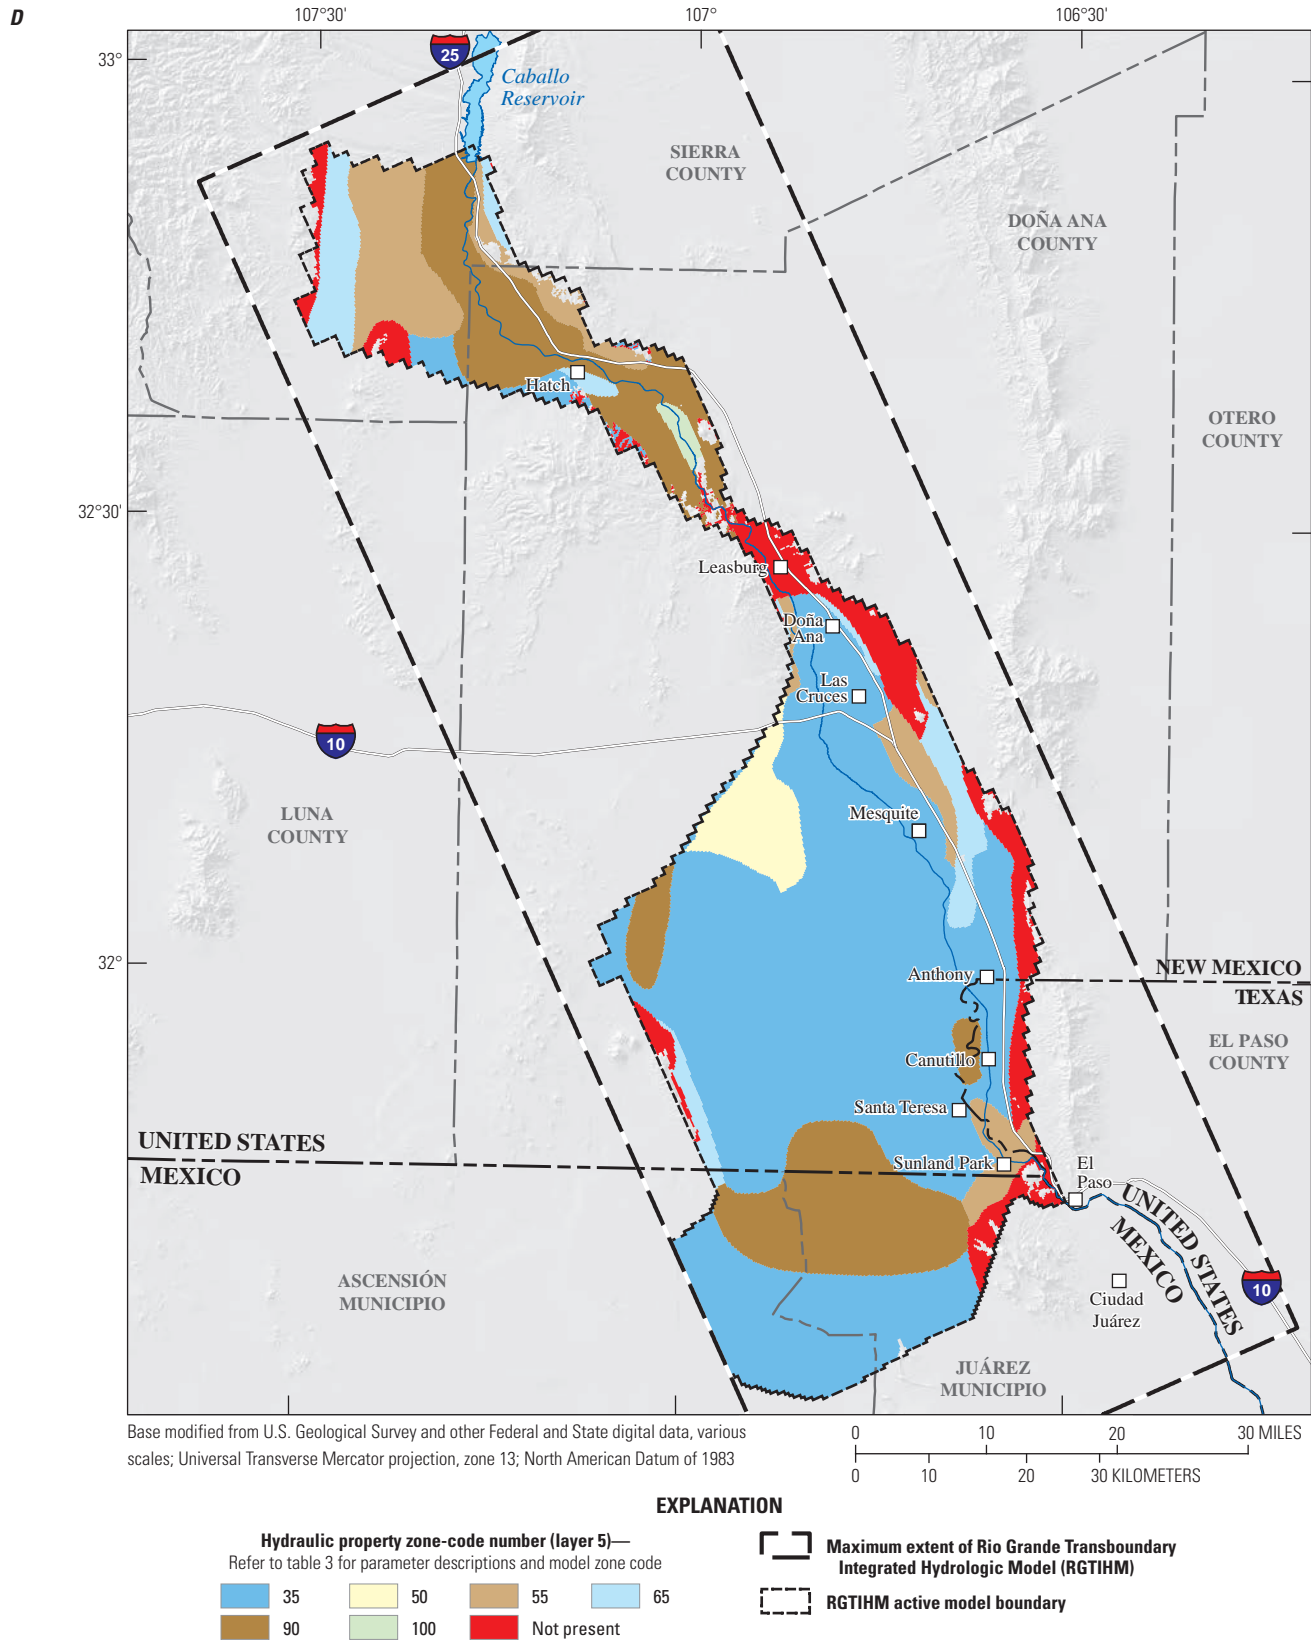 D
107°30'
107°
106°30'
33°
25
Caballo
Reservoir
SIERRA
COUNTY
DOÑA ANA
COUNTY
Hatch
OTERO
COUNTY
32°30'
Leasburg
Doña
Ana
Las
Cruces
10
LUNA
COUNTY
Mesquite
32°
Anthony
NEW MEXICO
TEXAS
EL PASO
COUNTY
Canutillo
Santa Teresa
UNITED STATES
MEXICO
Sunland Park
El
Paso
UNITED STATES
MEXICO
ASCENSIÓN
MUNICIPIO
10
Ciudad
Juárez
JUÁREZ
MUNICIPIO
Base modified from U.S. Geological Survey and other Federal and State digital data, various
scales; Universal Transverse Mercator projection, zone 13; North American Datum of 1983
0 10 20 30 MILES
0 10 20 30 KILOMETERS
EXPLANATION
Hydraulic property zone-code number (layer 5)—
Refer to table 3 for parameter descriptions and model zone code
35 50 55 65
90 100 Not present
Maximum extent of Rio Grande Transboundary
Integrated Hydrologic Model (RGTIHM)
RGTIHM active model boundary